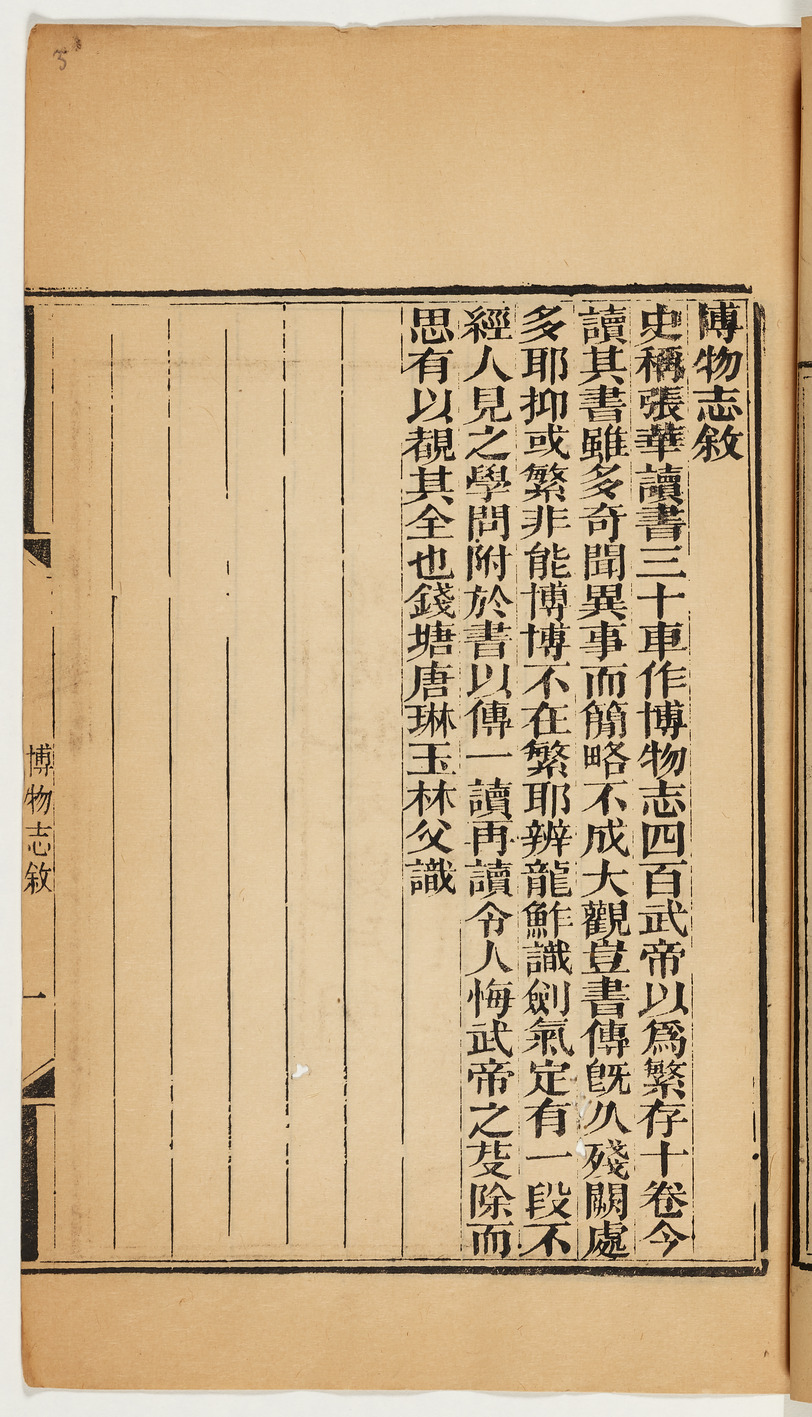 博物志敘
史稱張華讀書三十車作博物志四百武帝以爲繁存十卷今
讀其書雖多奇聞異事而簡略不成大觀豈書傳旣久殘闕處
多耶抑或繁非能博博不在繁耶辨龍鮓識劍氣定有一段不
經人見之學問附於書以傳一讀再讀令人悔武帝之芟除而
思有以覩其全也錢塘唐琳玉林父識
博物志敘
一
3